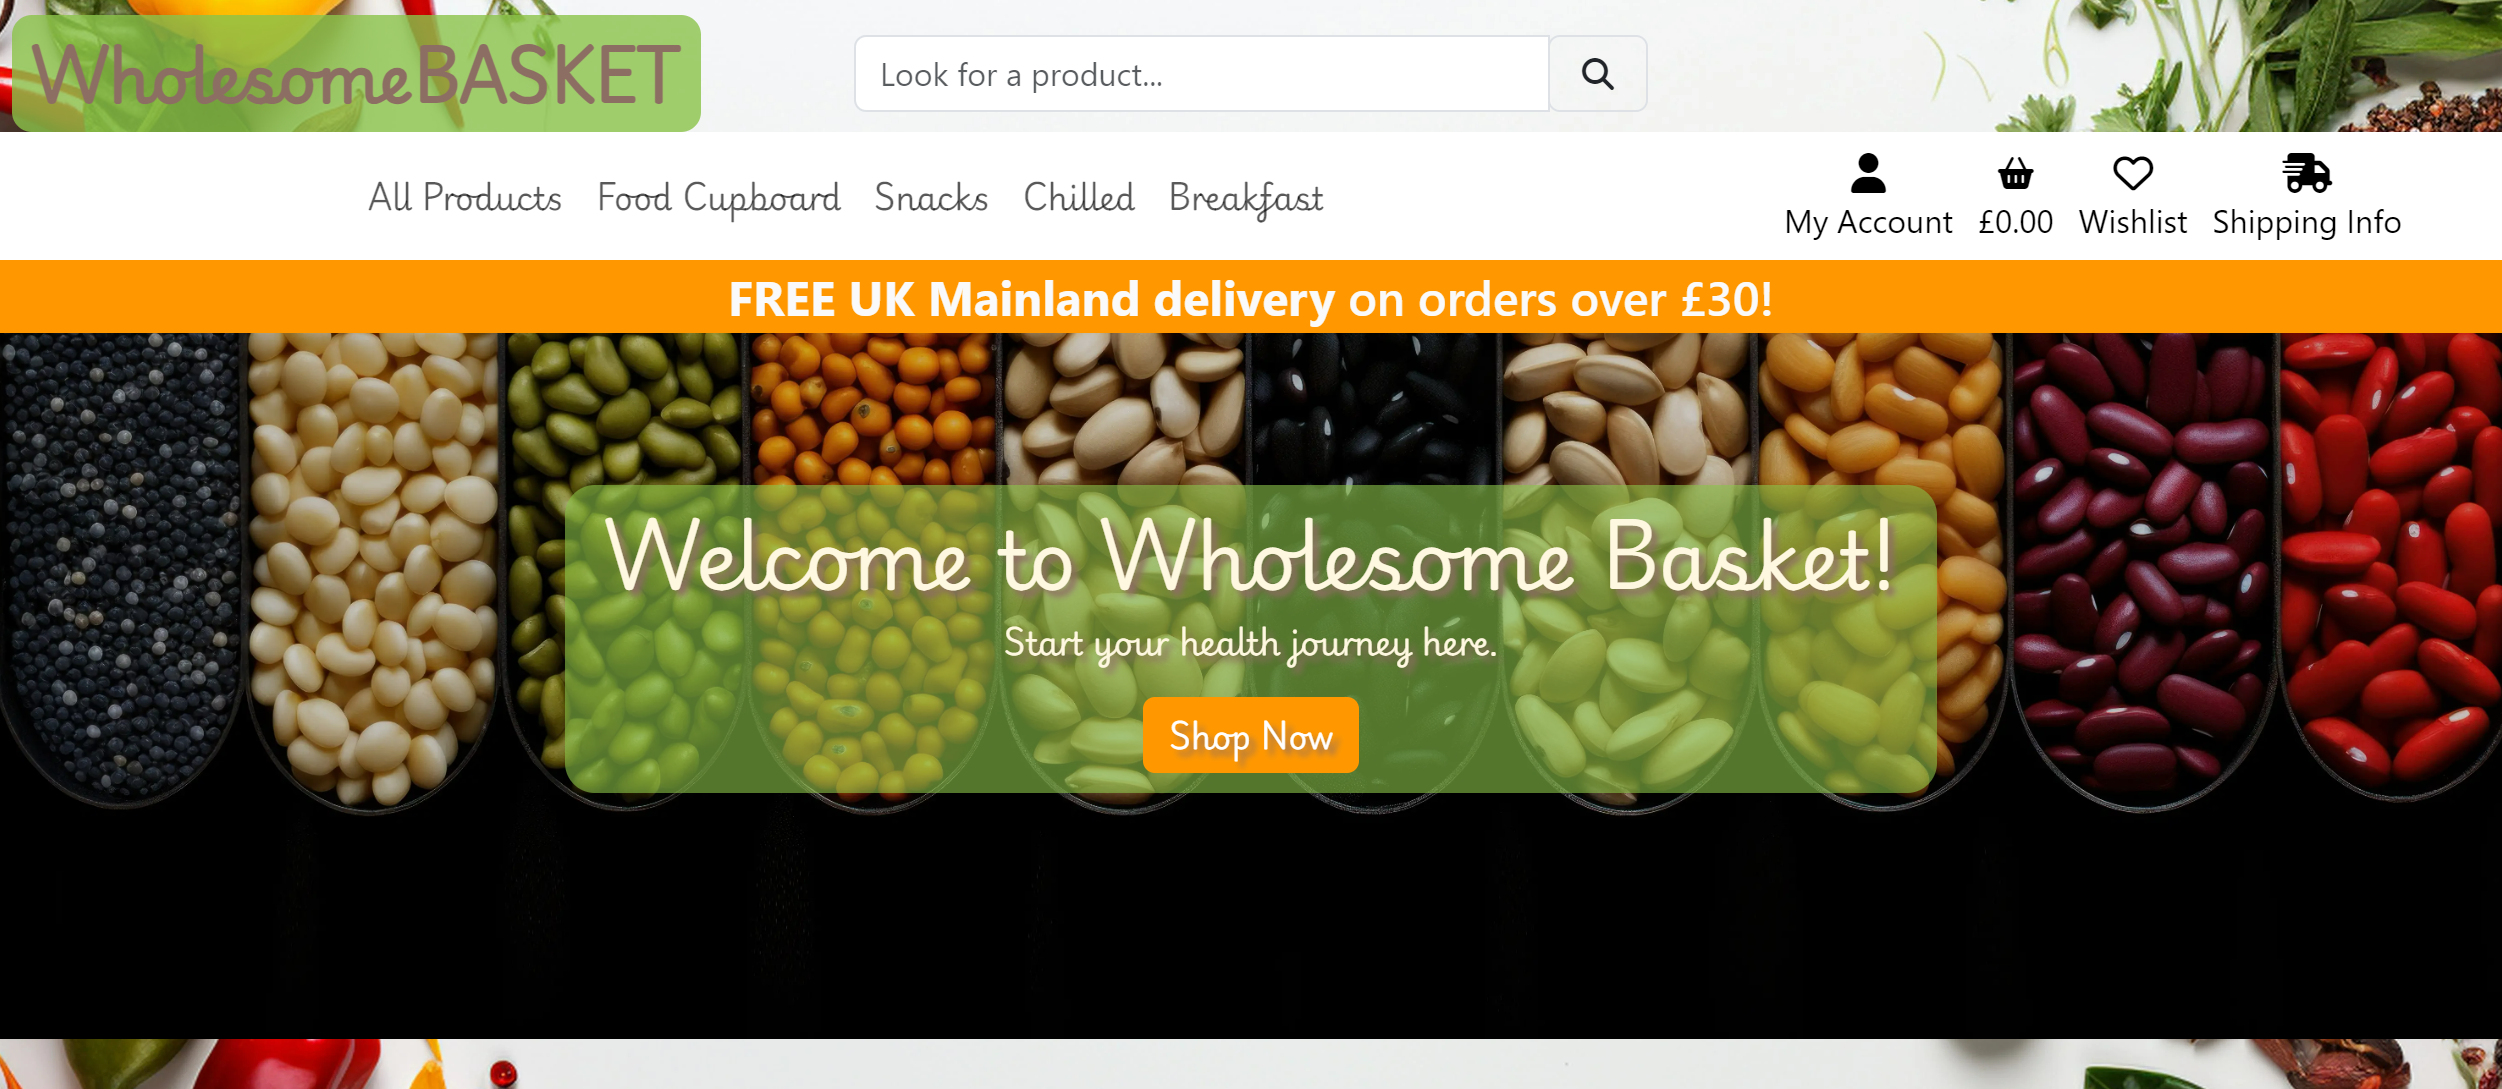 WholesomeBASKET
Look for a product...
All Products Food Cupboard Snacks Chilled Breakfast
My Account £0.00 Wishlist Shipping Info
FREE UK Mainland delivery on orders over £30!
Welcome to Wholesome Basket!
Start your health journey here.
Shop Now